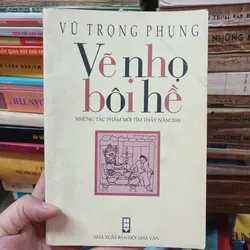 VŨ TRỌNG PHỤNG
Vẽ nhọ
bôi hề
NHỮNG TÁC PHẨM MỚI TÌM THẤY NĂM 2000
NHÀ XUẤT BẢN HỘI NHÀ VĂN